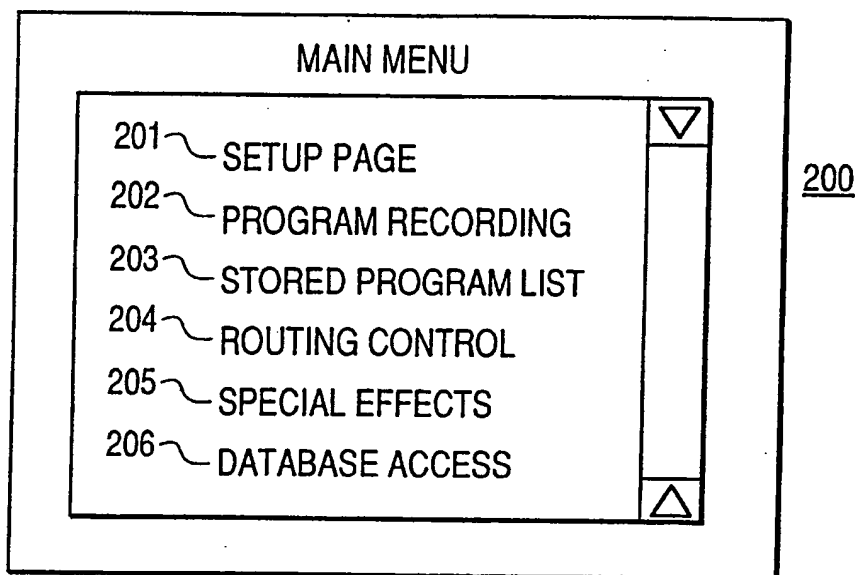 MAIN MENU
201 SETUP PAGE
200
202 PROGRAM RECORDING
203 STORED PROGRAM LIST
204 ROUTING CONTROL
205 SPECIAL EFFECTS
206 DATABASE ACCESS